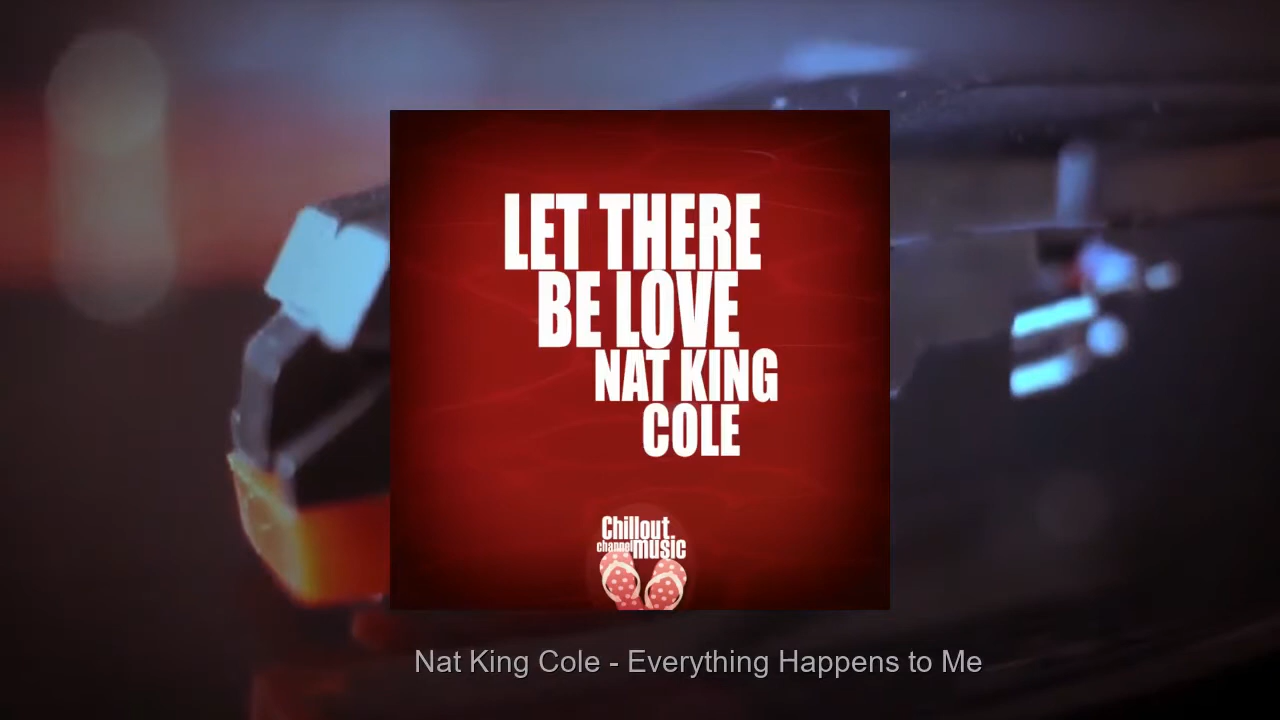 LET THERE
BE LOVE
NAT KING
COLE
Chillout
channel music
Nat King Cole - Everything Happens to Me